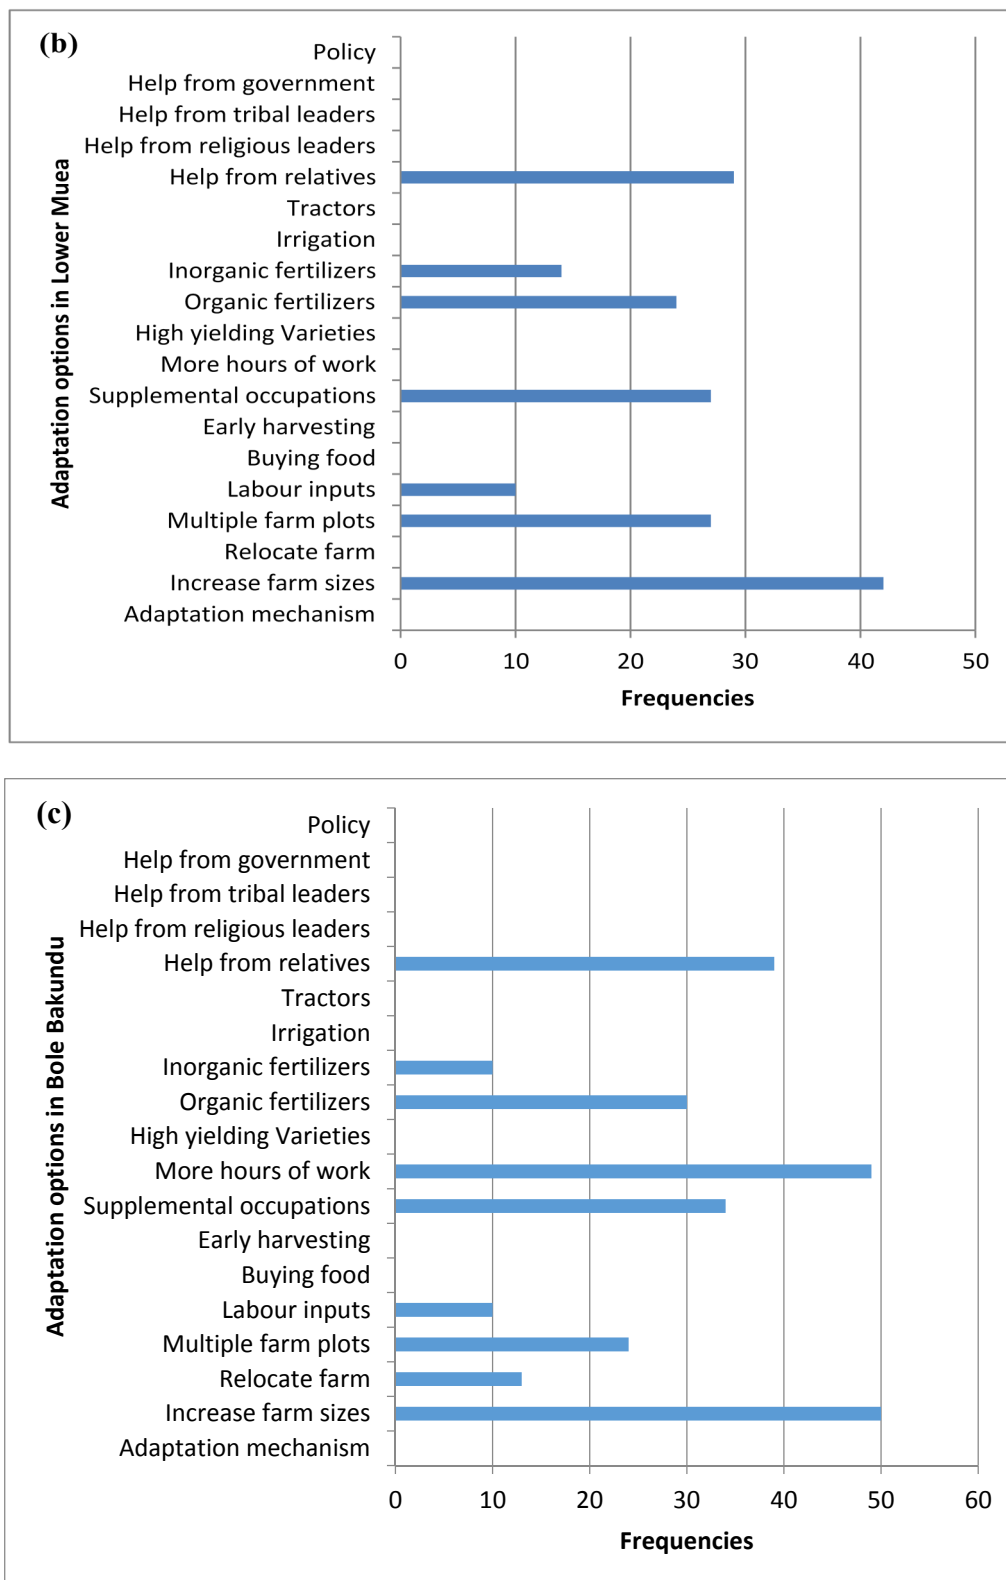 (b)
Adaptation options in Lower Muea
Policy
Help from government
Help from tribal leaders
Help from religious leaders
Help from relatives
Tractors
Irrigation
Inorganic fertilizers
Organic fertilizers
High yielding Varieties
More hours of work
Supplemental occupations
Early harvesting
Buying food
Labour inputs
Multiple farm plots
Relocate farm
Increase farm sizes
Adaptation mechanism
0 10 20 30 40 50
Frequencies
(c)
Adaptation options in Bole Bakundu
Policy
Help from government
Help from tribal leaders
Help from religious leaders
Help from relatives
Tractors
Irrigation
Inorganic fertilizers
Organic fertilizers
High yielding Varieties
More hours of work
Supplemental occupations
Early harvesting
Buying food
Labour inputs
Multiple farm plots
Relocate farm
Increase farm sizes
Adaptation mechanism
0 10 20 30 40 50 60
Frequencies